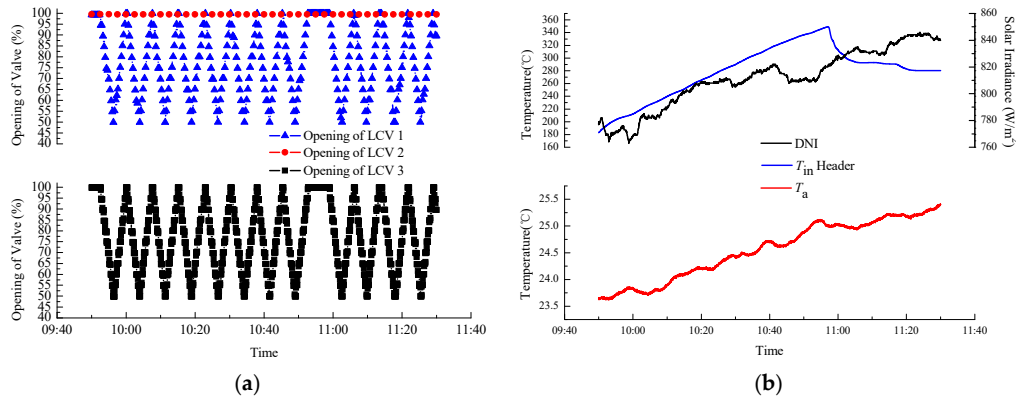 100
95
90
85
80
75
70
65
60
55
50
45
40
Opening of Valve (%)
Opening of LCV 1
Opening of LCV 2
Opening of LCV 3
100
95
90
85
80
75
70
65
60
55
50
45
40
Opening of Valve (%)
09:40 10:00 10:20 10:40 11:00 11:20 11:40
Time
(a)
360
340
320
300
280
260
240
220
200
180
160
Temperature(℃)
860
840
820
800
780
760
Solar Irradiance (W/m²)
DNI
Tin Header
Ta
25.5
25.0
24.5
24.0
23.5
Temperature(℃)
09:40 10:00 10:20 10:40 11:00 11:20 11:40
Time
(b)